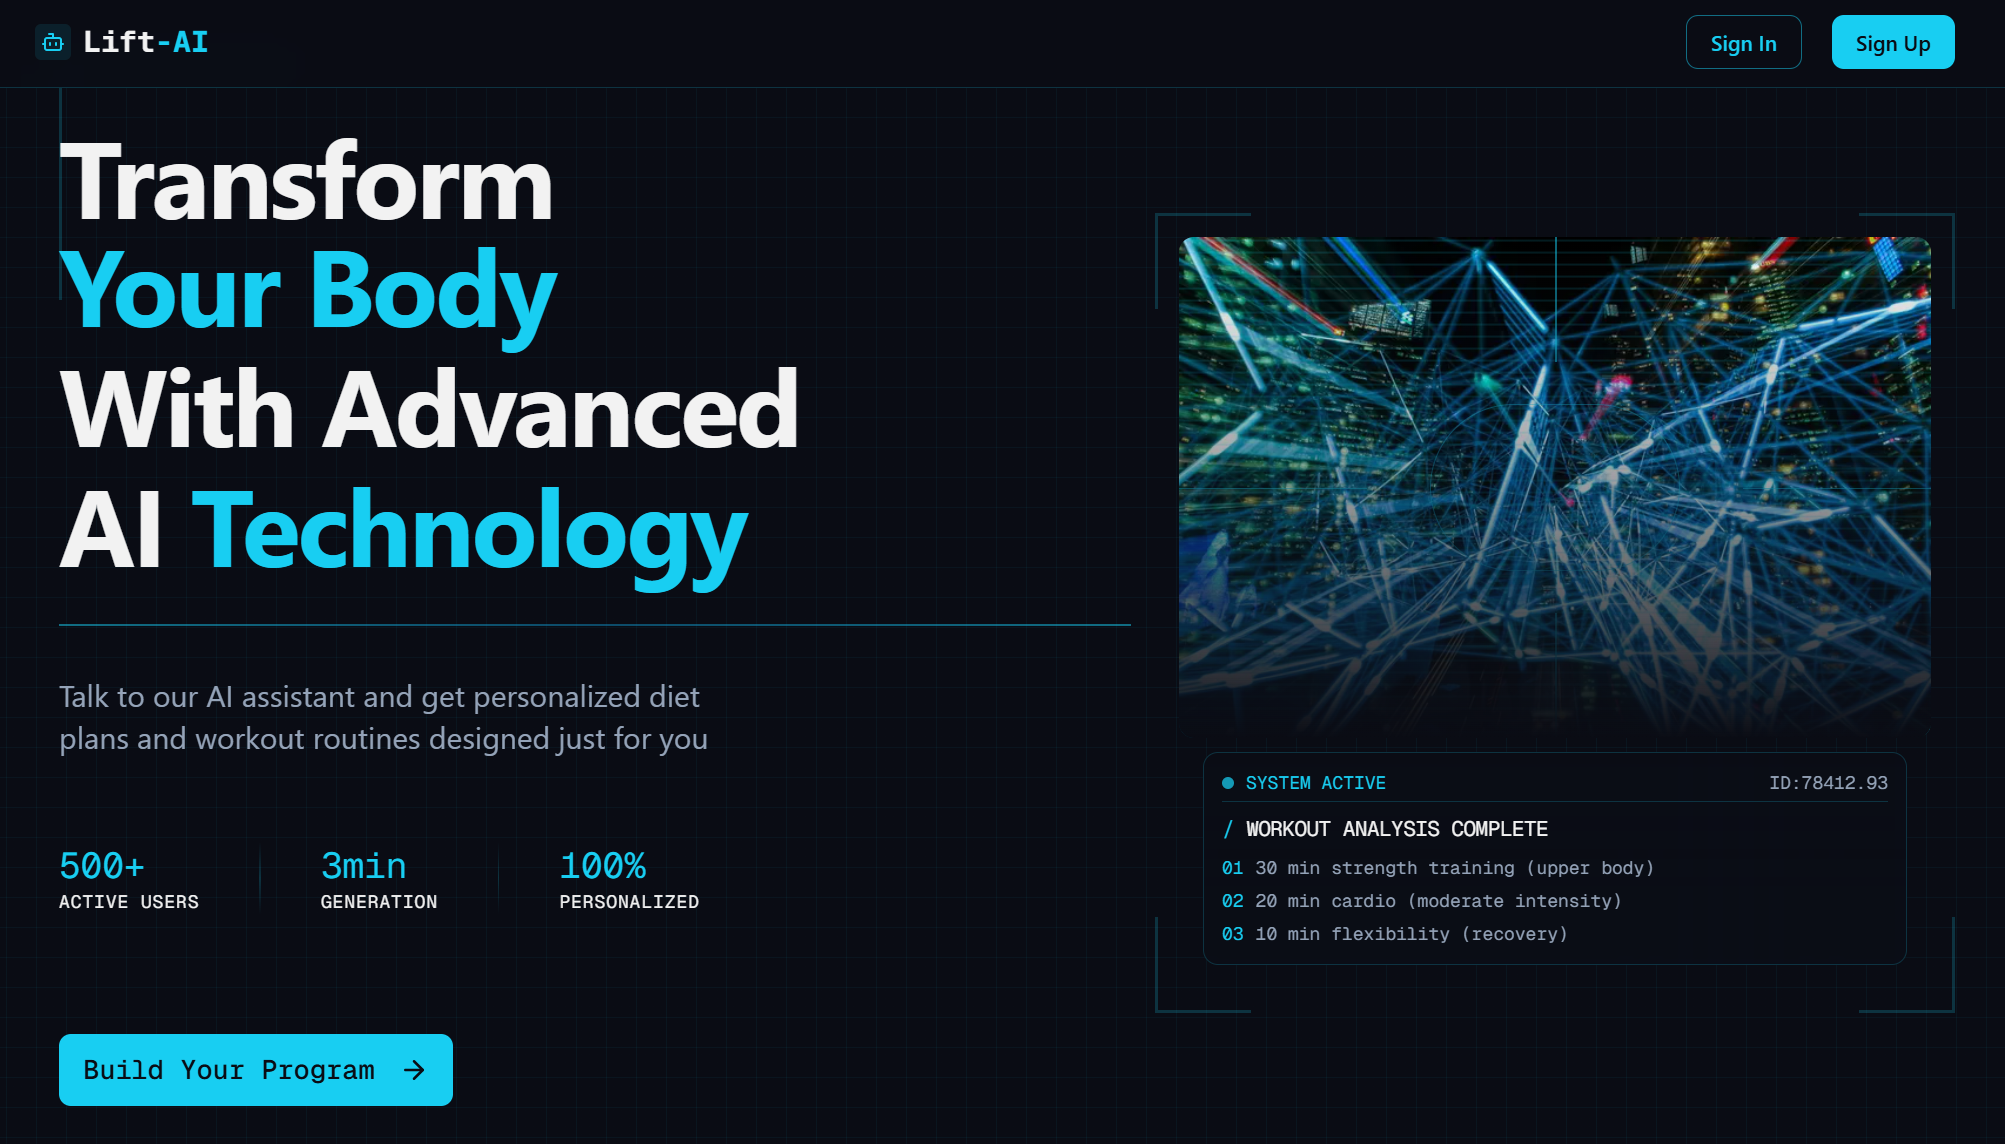 Lift-AI
Sign In
Sign Up
Transform
Your Body
With Advanced
AI Technology
Talk to our AI assistant and get personalized diet
plans and workout routines designed just for you
500+
ACTIVE USERS
3min
GENERATION
100%
PERSONALIZED
Build Your Program
SYSTEM ACTIVE
ID:78412.93
/ WORKOUT ANALYSIS COMPLETE
01 30 min strength training (upper body)
02 20 min cardio (moderate intensity)
03 10 min flexibility (recovery)